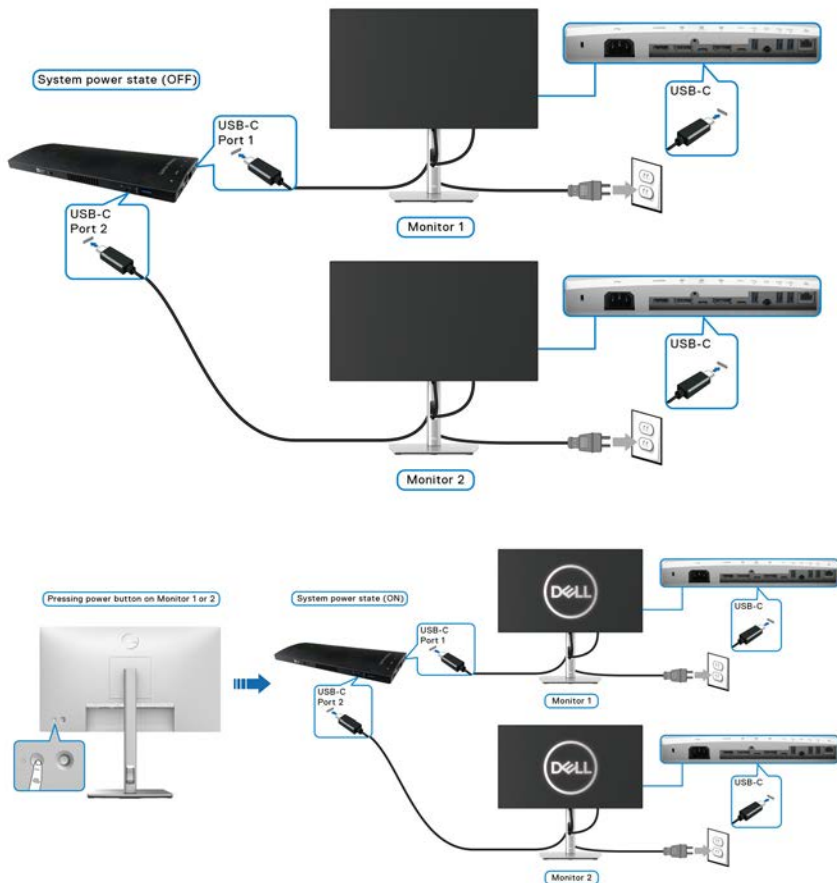 System power state (OFF)
USB-C
Port 1
USB-C
Monitor 1
USB-C
Port 2
USB-C
Monitor 2
Pressing power button on Monitor 1 or 2
System power state (ON)
DELL
USB-C
Port 1
USB-C
Monitor 1
USB-C
Port 2
DELL
USB-C
Monitor 2